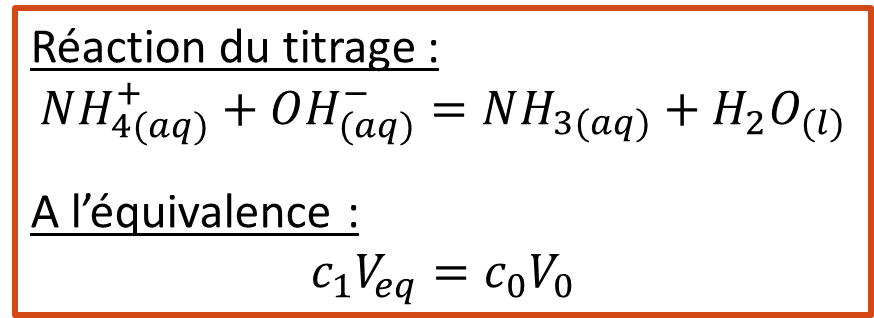 Réaction du titrage :
NH₄⁺(aq) + OH⁻(aq) = NH₃(aq) + H₂O(l)
A l’équivalence :
c₁Veq = c₀V₀